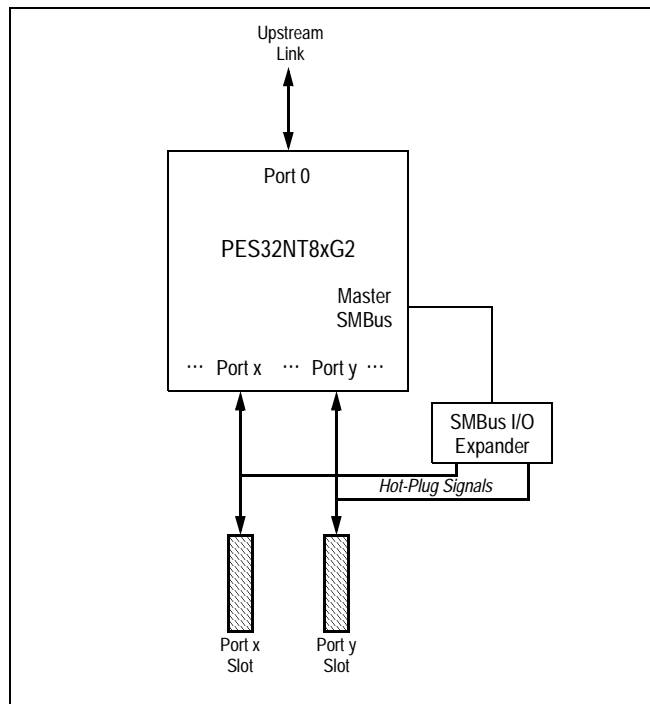 Upstream
Link
Port 0
PES32NT8xG2
Master
SMBus
··· Port x ··· Port y ···
SMBus I/O
Expander
Hot-Plug Signals
Port x
Slot
Port y
Slot